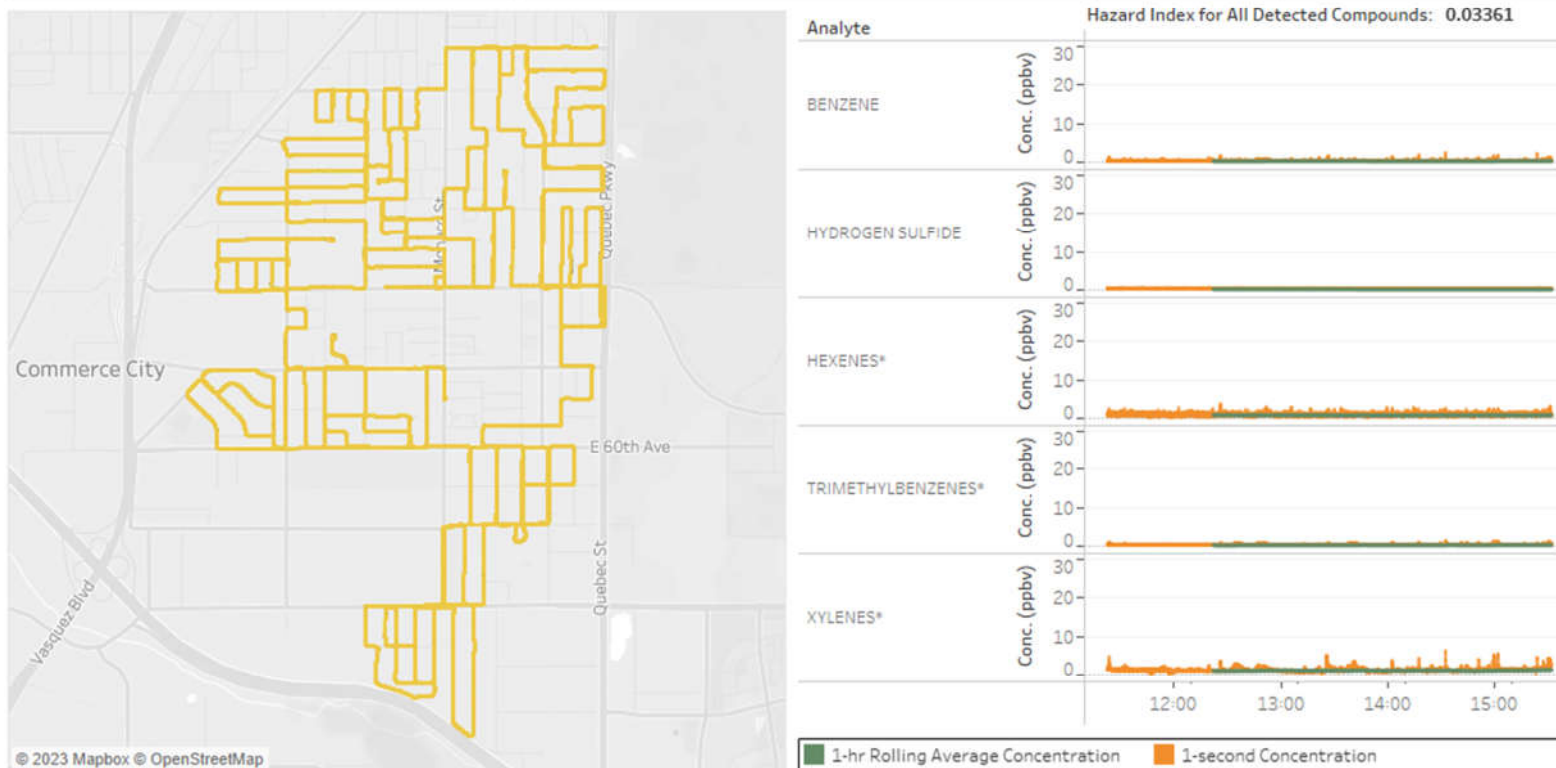 Commerce City
Monaco St
Quebec Pkwy
E 60th Ave
Quebec St
Vasquez Blvd
© 2023 Mapbox © OpenStreetMap
Analyte
Hazard Index for All Detected Compounds: 0.03361
BENZENE
Conc. (ppbv)
30
20
10
0
HYDROGEN SULFIDE
Conc. (ppbv)
30
20
10
0
HEXENES*
Conc. (ppbv)
30
20
10
0
TRIMETHYLBENZENES*
Conc. (ppbv)
30
20
10
0
XYLENES*
Conc. (ppbv)
30
20
10
0
12:00 13:00 14:00 15:00
1-hr Rolling Average Concentration 1-second Concentration